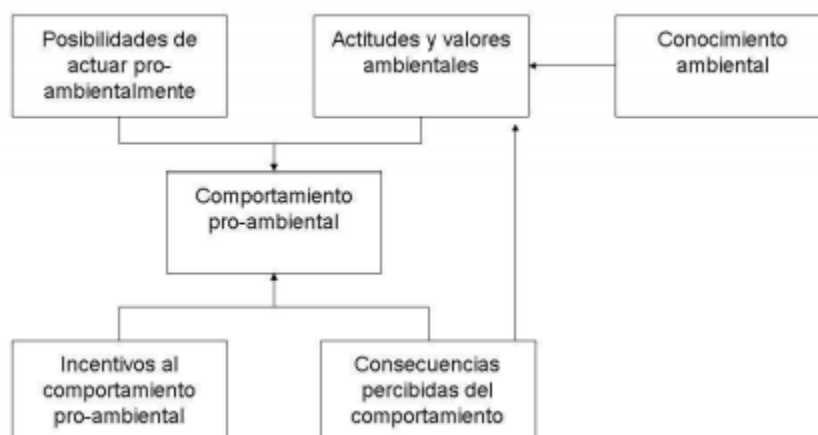 Posibilidades de
actuar pro-
ambientalmente
Actitudes y valores
ambientales
Conocimiento
ambiental
Comportamiento
pro-ambiental
Incentivos al
comportamiento
pro-ambiental
Consecuencias
percibidas del
comportamiento